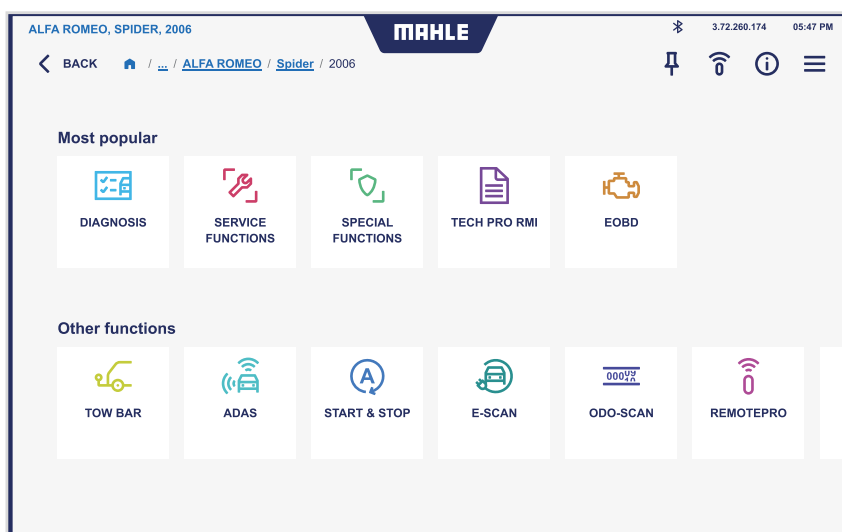 ALFA ROMEO, SPIDER, 2006
MAHLE
3.72.260.174
05:47 PM
BACK / ... / ALFA ROMEO / Spider / 2006
Most popular
DIAGNOSIS
SERVICE
FUNCTIONS
SPECIAL
FUNCTIONS
TECH PRO RMI
EOBD
Other functions
A
TOW BAR
ADAS
START & STOP
E-SCAN
ODO-SCAN
REMOTEPRO